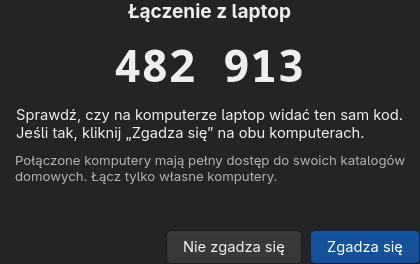 Łączenie z laptop
482 913
Sprawdź, czy na komputerze laptop widać ten sam kod.
Jeśli tak, kliknij „Zgadza się” na obu komputerach.
Połączone komputery mają pełny dostęp do swoich katalogów
domowych. Łącz tylko własne komputery.
Nie zgadza się
Zgadza się